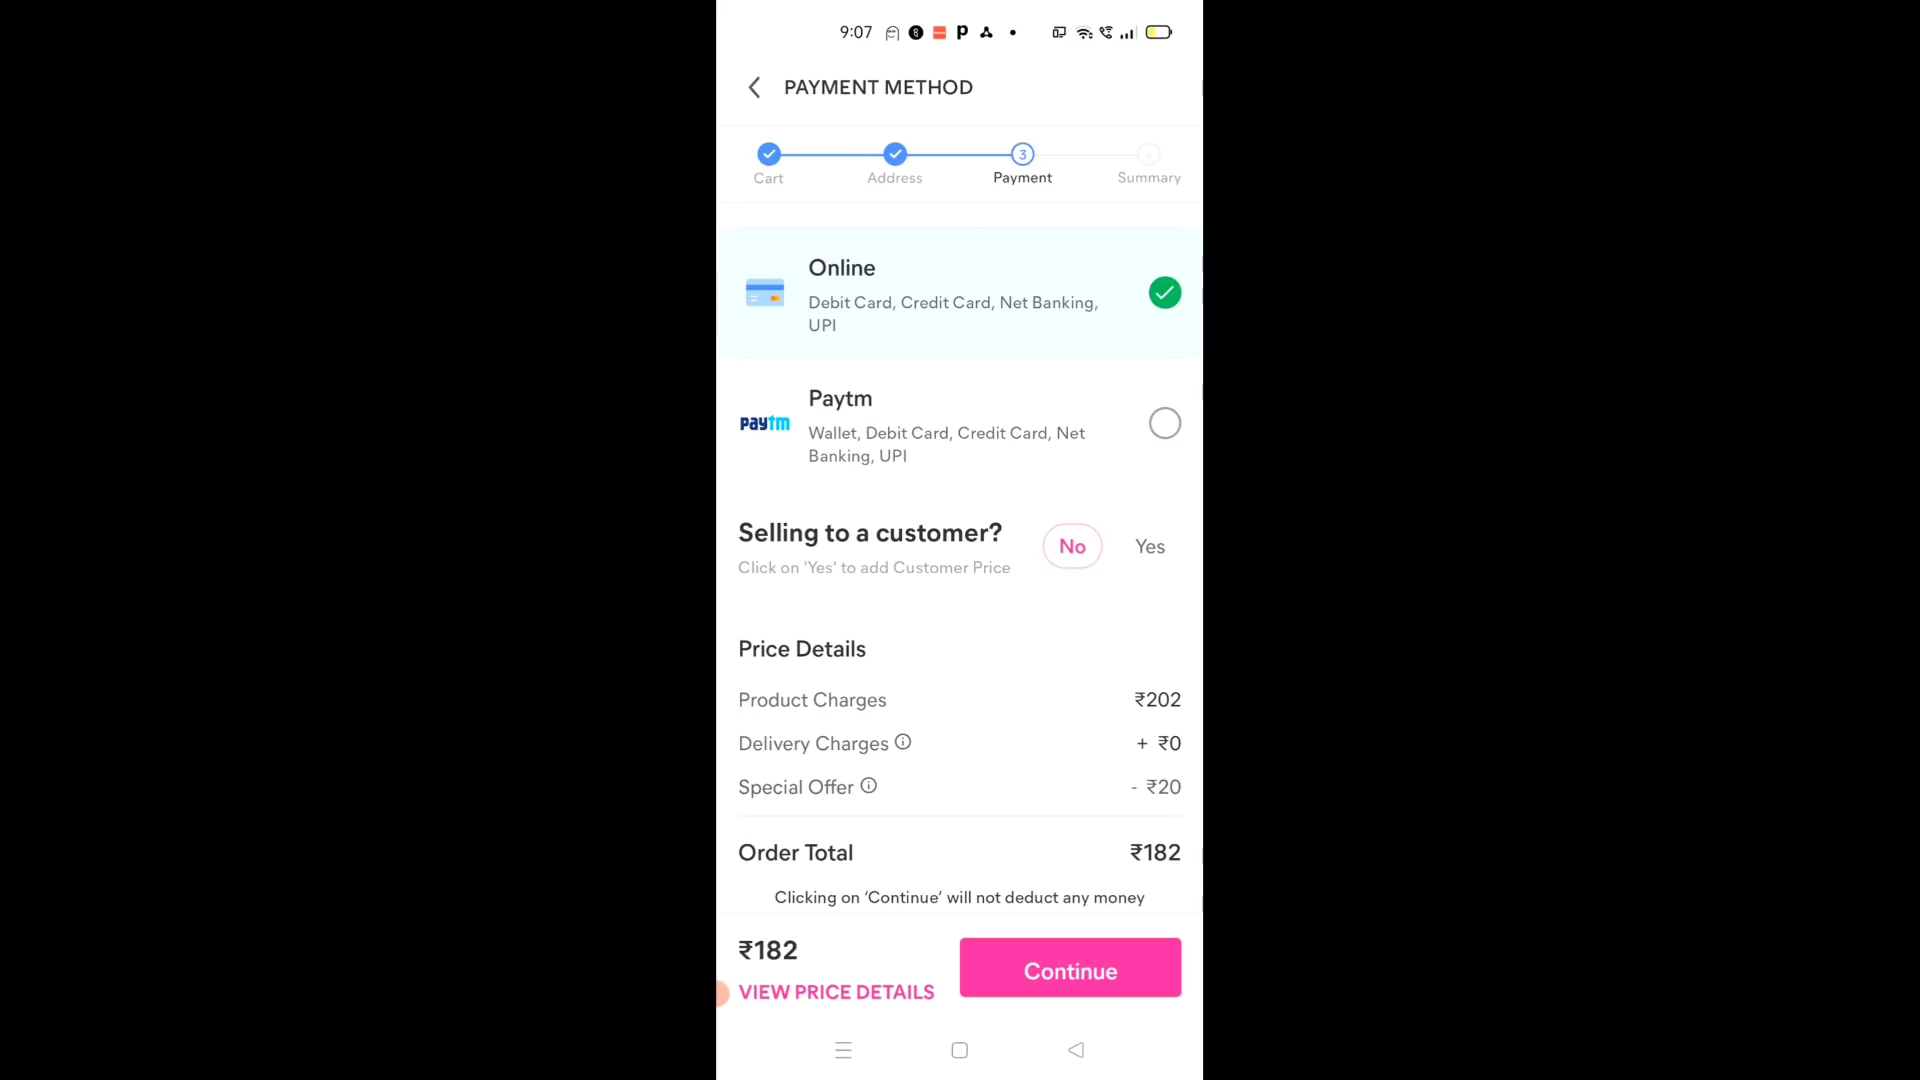 9:07
PAYMENT METHOD
3
Cart
Address
Payment
Summary
Online
Debit Card, Credit Card, Net Banking,
UPI
paytm
Paytm
Wallet, Debit Card, Credit Card, Net
Banking, UPI
Selling to a customer?
Click on 'Yes' to add Customer Price
No
Yes
Price Details
Product Charges ₹202
Delivery Charges + ₹0
Special Offer - ₹20
Order Total ₹182
Clicking on ‘Continue’ will not deduct any money
₹182
VIEW PRICE DETAILS
Continue